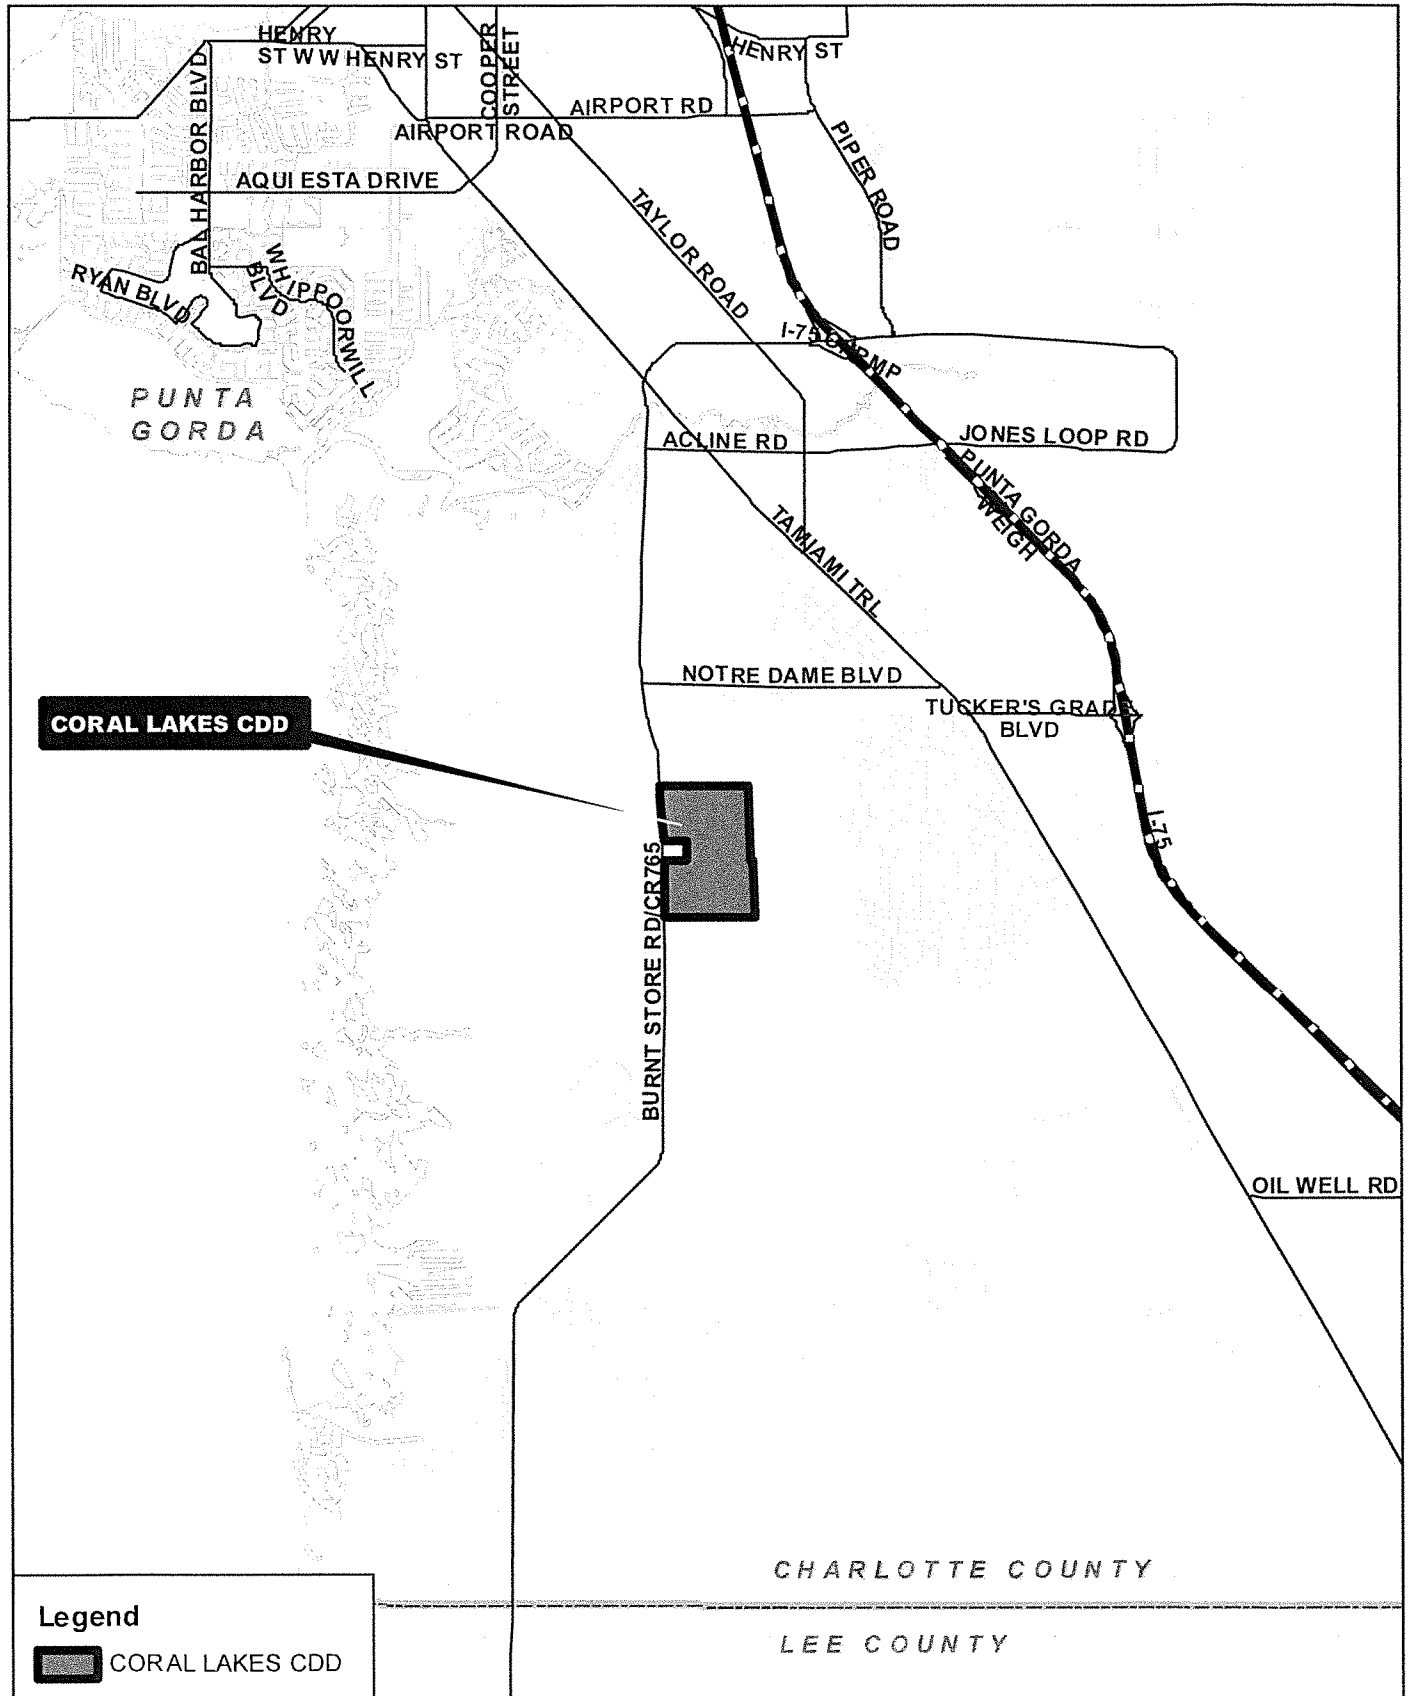 HENRY
ST W W HENRY ST
COOPER
STREET
HENRY ST
AIRPORT RD
AIRPORT ROAD
BAL HARBOR BLVD
AQUI ESTA DRIVE
PIPER ROAD
TAYLOR ROAD
RYAN BLVD
WHIPPOORWILL
BLVD
I-75
RMP
PUNTA
GORDA
ACLINE RD
JONES LOOP RD
PUNTA GORDA
WEIGH
TAMIAMI TRL
NOTRE DAME BLVD
TUCKER'S GRADE
BLVD
CORAL LAKES CDD
I-75
BURNT STORE RD/CR765
OIL WELL RD
CHARLOTTE COUNTY
LEE COUNTY
Legend
CORAL LAKES CDD